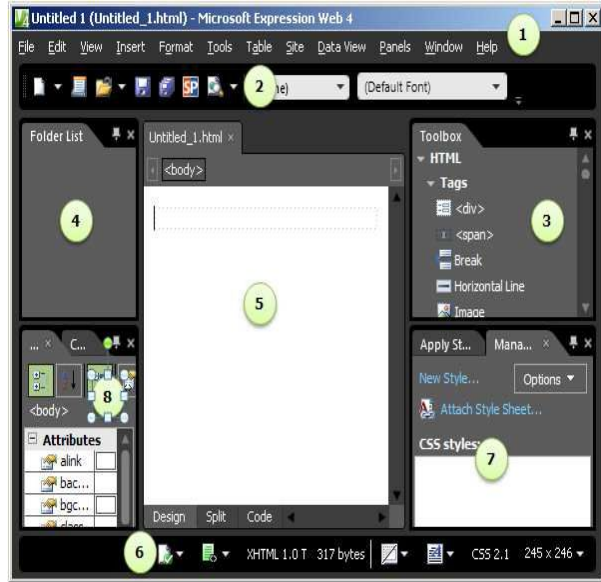 Untitled 1 (Untitled_1.html) - Microsoft Expression Web 4
File Edit View Insert Format Tools Table Site Data View Panels Window Help
1
SP
2
(Default Font)
Folder List
4
Untitled_1.html ×
<body>
5
Design Split Code
Toolbox
HTML
Tags
<div>
<span>
Break
Horizontal Line
Image
3
... × C...
8
<body>
Attributes
alink
bac...
bgc...
Apply St... Mana... ×
New Style... Options
Attach Style Sheet...
CSS styles:
7
6
XHTML 1.0 T 317 bytes CSS 2.1 245 x 246